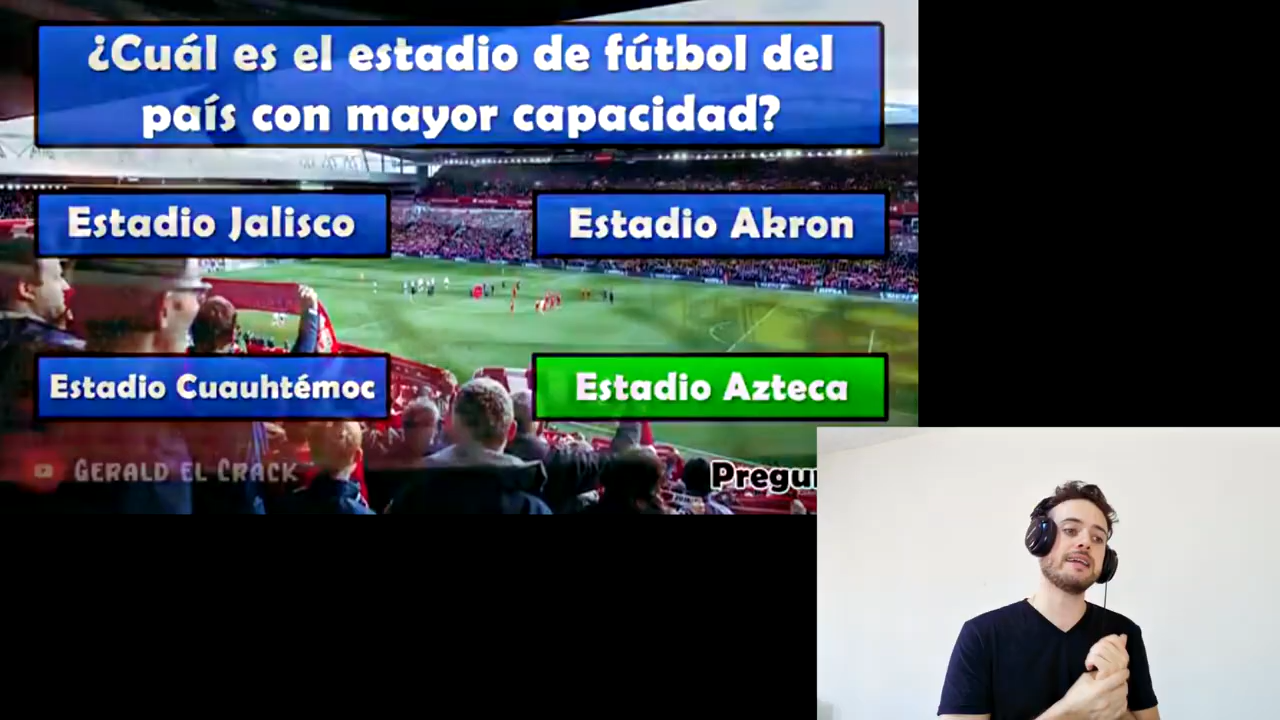 ¿Cuál es el estadio de fútbol del
país con mayor capacidad?
Estadio Jalisco
Estadio Akron
Estadio Cuauhtémoc
Estadio Azteca
GERALD EL CRACK
Pregun